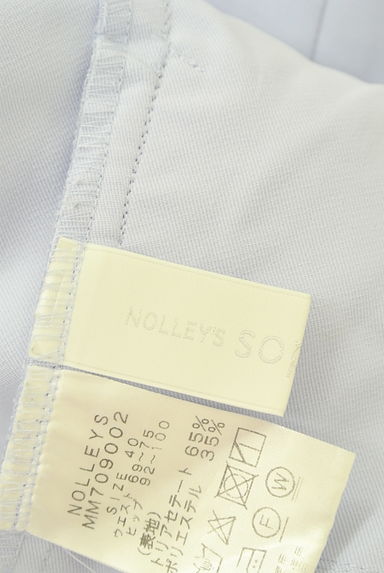 NOLLEY'S SO
NOLLEYS
MM709002
SIZE 40
ウエスト 69~75
ヒップ 92~100
(表地)
トリアセテート 65%
ポリエステル 35%
W
F